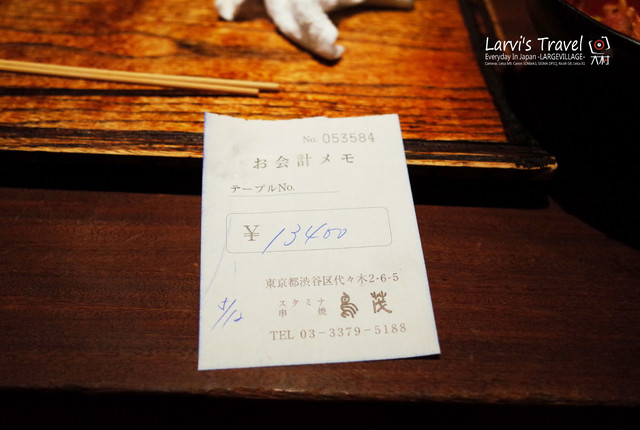 Larvi's Travel
Everyday In Japan -LARGEVILLAGE-
大村
No. 053584
お会計メモ
テーブルNo.
¥ 13400
東京都渋谷区代々木2-6-5
スタミナ
串焼 鳥茂
TEL 03-3379-5188